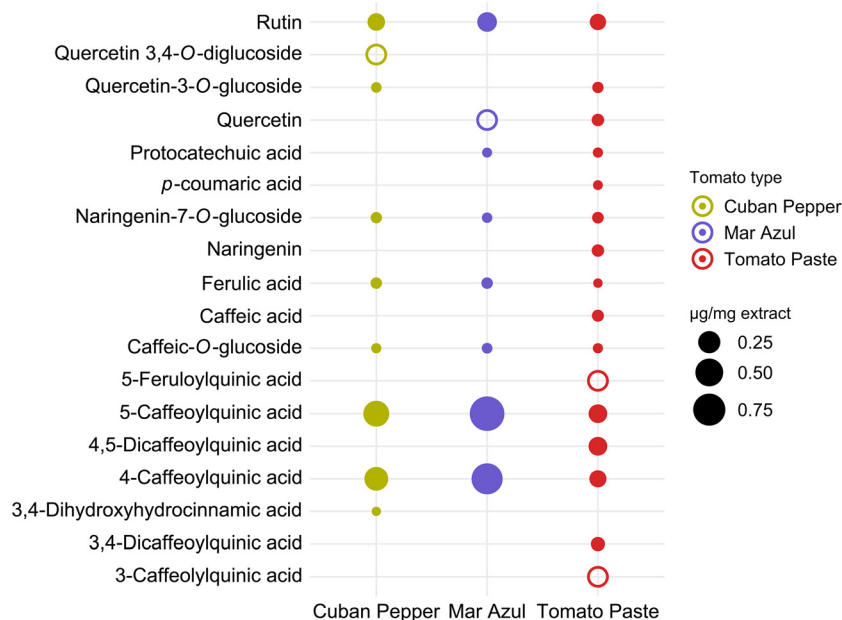 Rutin
Quercetin 3,4-O-diglucoside
Quercetin-3-O-glucoside
Quercetin
Protocatechuic acid
p-coumaric acid
Naringenin-7-O-glucoside
Naringenin
Ferulic acid
Caffeic acid
Caffeic-O-glucoside
5-Feruloylquinic acid
5-Caffeoylquinic acid
4,5-Dicaffeoylquinic acid
4-Caffeoylquinic acid
3,4-Dihydroxyhydrocinnamic acid
3,4-Dicaffeoylquinic acid
3-Caffeolylquinic acid
Cuban Pepper Mar Azul Tomato Paste
Tomato type
Cuban Pepper
Mar Azul
Tomato Paste
µg/mg extract
0.25
0.50
0.75